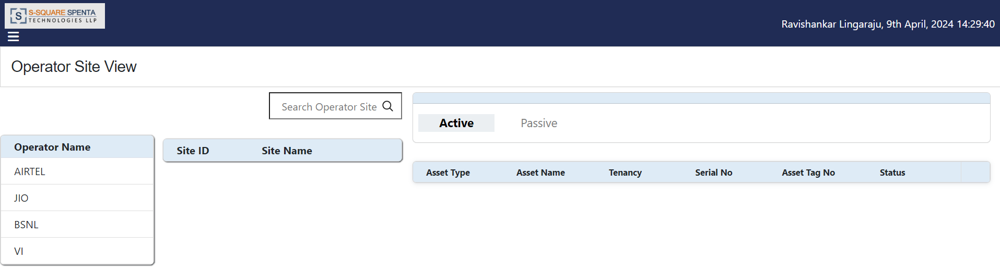 S-SQUARE SPENTA
TECHNOLOGIES LLP
Ravishankar Lingaraju, 9th April, 2024 14:29:40
Operator Site View
Search Operator Site
Active Passive
Operator Name
AIRTEL
JIO
BSNL
VI
Site ID Site Name
Asset Type Asset Name Tenancy Serial No Asset Tag No Status